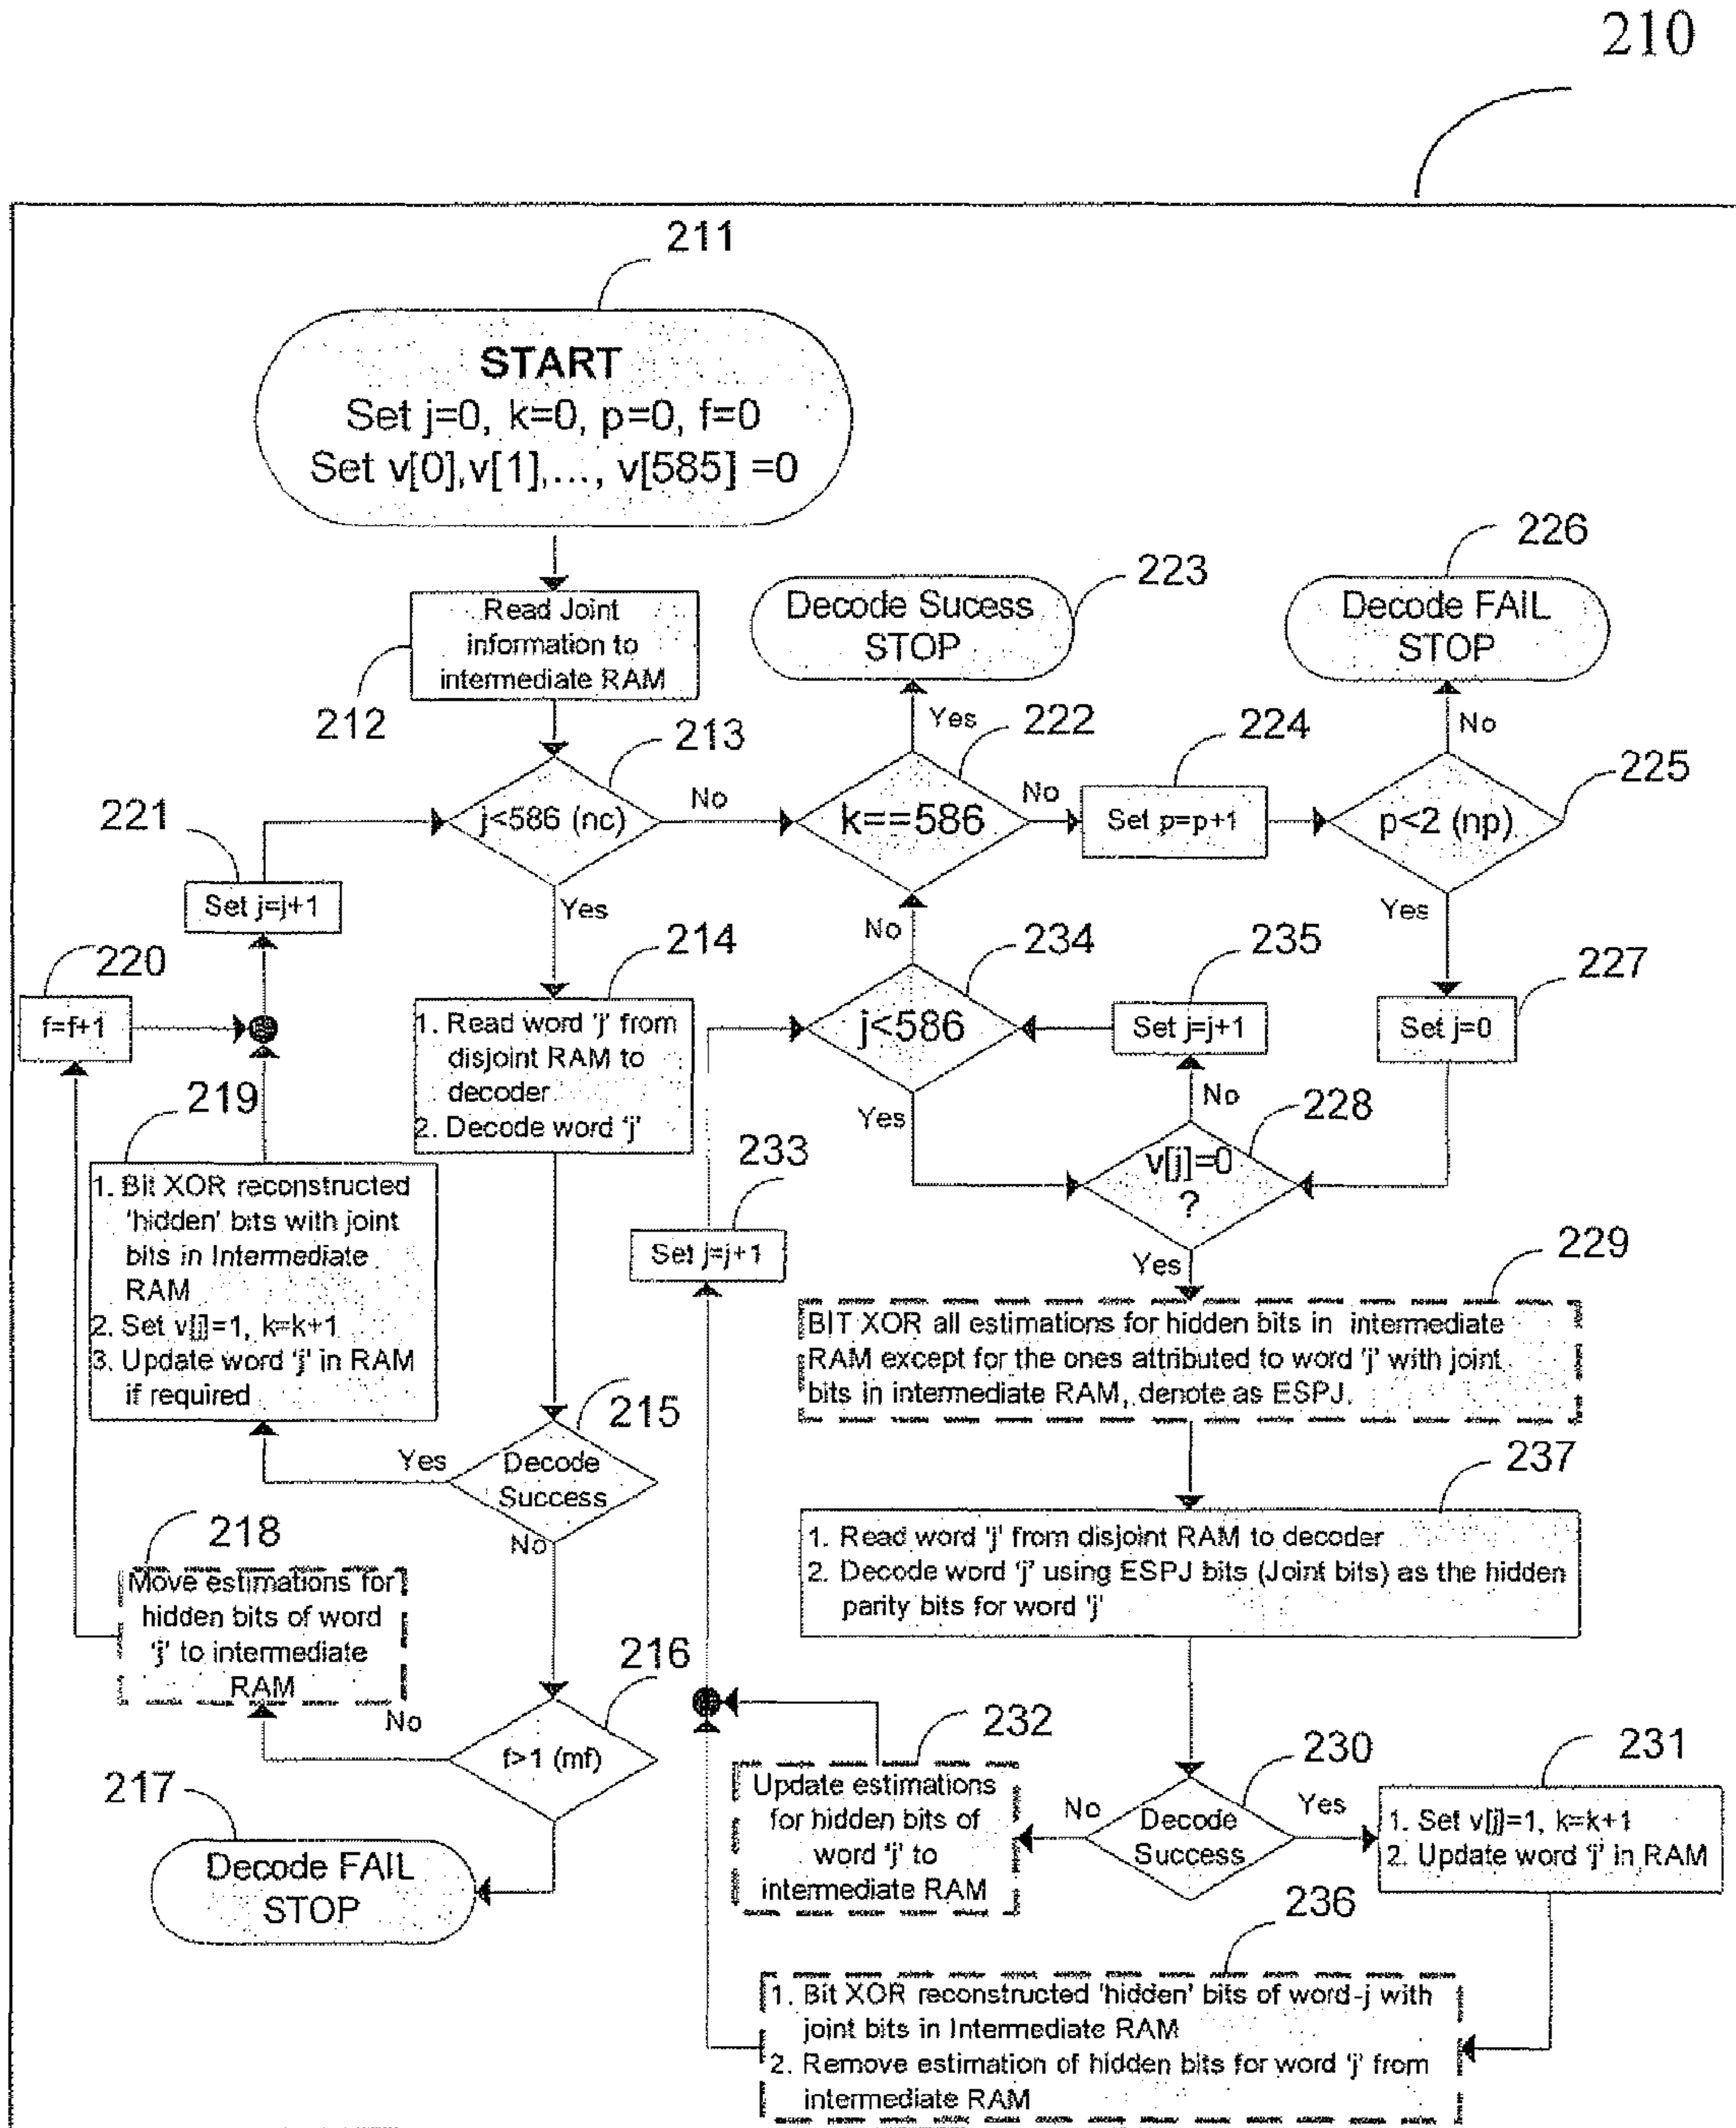 210
211
START
Set j=0, k=0, p=0, f=0
Set v[0],v[1],..., v[585] =0
226
223
Decode Sucess
STOP
Decode FAIL
STOP
Read Joint
information to
intermediate RAM
212
213
Yes
222
224
No
225
221
j<586 (nc)
No
k==586
No
Set p=p+1
p<2 (np)
Set j=j+1
Yes
214
No
234
235
Yes
227
220
f=f+1
1. Read word 'j' from
disjoint RAM to
decoder
2. Decode word 'j'
j<586
Set j=j+1
Set j=0
219
Yes
No
228
233
v[j]=0
?
1. Bit XOR reconstructed
'hidden' bits with joint
bits in Intermediate
RAM
2. Set v[j]=1, k=k+1
3. Update word 'j' in RAM
if required
Set j=j+1
Yes
229
BIT XOR all estimations for hidden bits in intermediate
RAM except for the ones attributed to word 'j' with joint
bits in intermediate RAM, denote as ESPJ.
215
Yes
Decode
Success
237
No
218
1. Read word 'j' from disjoint RAM to decoder
2. Decode word 'j' using ESPJ bits (Joint bits) as the hidden
parity bits for word 'j'
Move estimations for
hidden bits of word
'j' to intermediate
RAM
216
No
f>1 (mf)
232
230
231
217
Update estimations
for hidden bits of
word 'j' to
intermediate RAM
No
Decode
Success
Yes
1. Set v[j]=1, k=k+1
2. Update word 'j' in RAM
Decode FAIL
STOP
236
1. Bit XOR reconstructed 'hidden' bits of word-j with
joint bits in Intermediate RAM
2. Remove estimation of hidden bits for word 'j' from
intermediate RAM